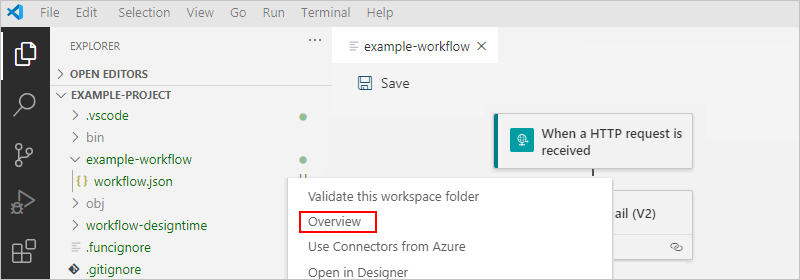 File Edit Selection View Go Run Terminal Help
EXPLORER ...
OPEN EDITORS
EXAMPLE-PROJECT
.vscode
bin
example-workflow
{} workflow.json
obj
workflow-designtime
.funcignore
.gitignore
example-workflow
Save
When a HTTP request is
received
ail (V2)
Validate this workspace folder
Overview
Use Connectors from Azure
Open in Designer